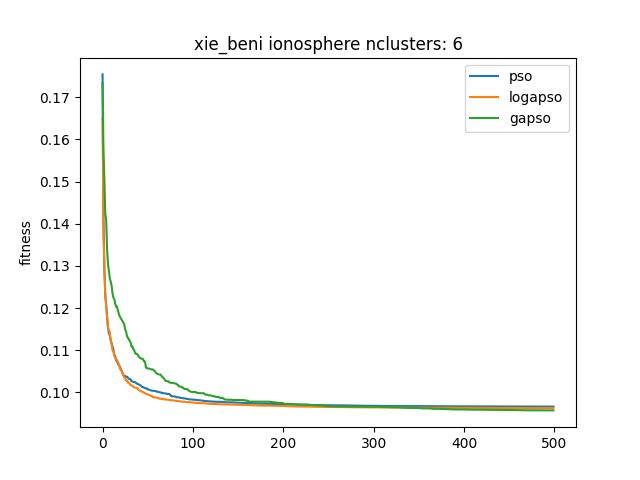 xie_beni ionosphere nclusters: 6
pso
logapso
gapso
fitness
0.17
0.16
0.15
0.14
0.13
0.12
0.11
0.10
0 100 200 300 400 500